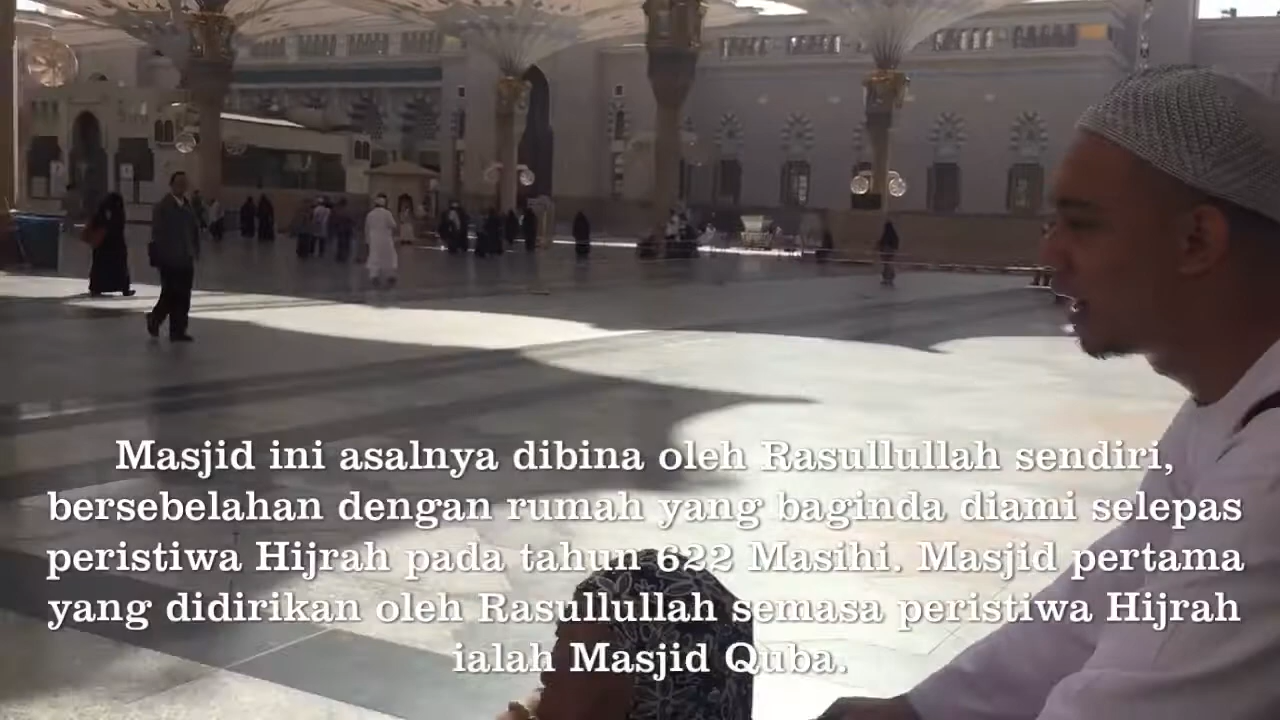 Masjid ini asalnya dibina oleh Rasullullah sendiri,
bersebelahan dengan rumah yang baginda diami selepas
peristiwa Hijrah pada tahun 622 Masihi. Masjid pertama
yang didirikan oleh Rasullullah semasa peristiwa Hijrah
ialah Masjid Quba.